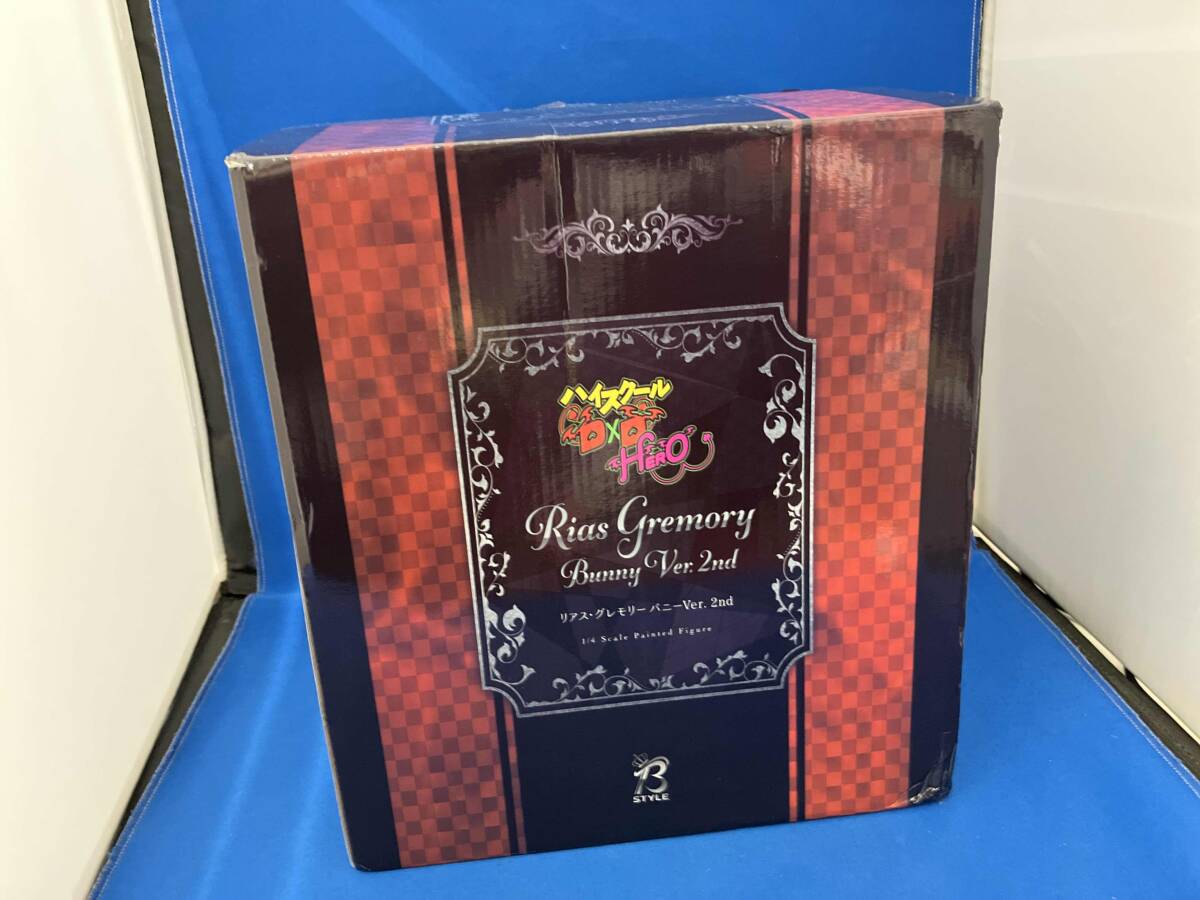 ハイスクール
D×D
HERO
Rias Gremory
Bunny Ver. 2nd
リアス・グレモリー バニーVer. 2nd
1/4 Scale Painted Figure
B
STYLE